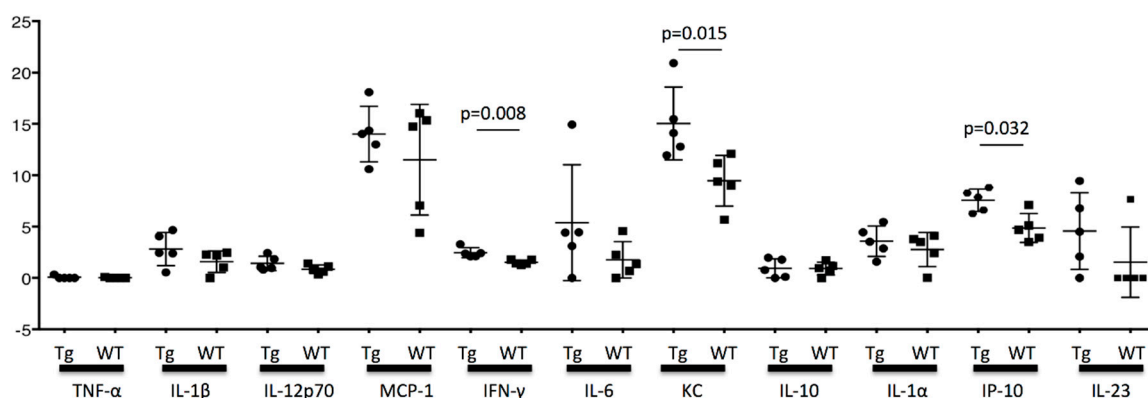 25
20
p=0.015
15
p=0.008
p=0.032
10
5
0
-5
Tg WT Tg WT Tg WT Tg WT Tg WT Tg WT Tg WT Tg WT Tg WT Tg WT Tg WT
TNF-α IL-1β IL-12p70 MCP-1 IFN-γ IL-6 KC IL-10 IL-1α IP-10 IL-23